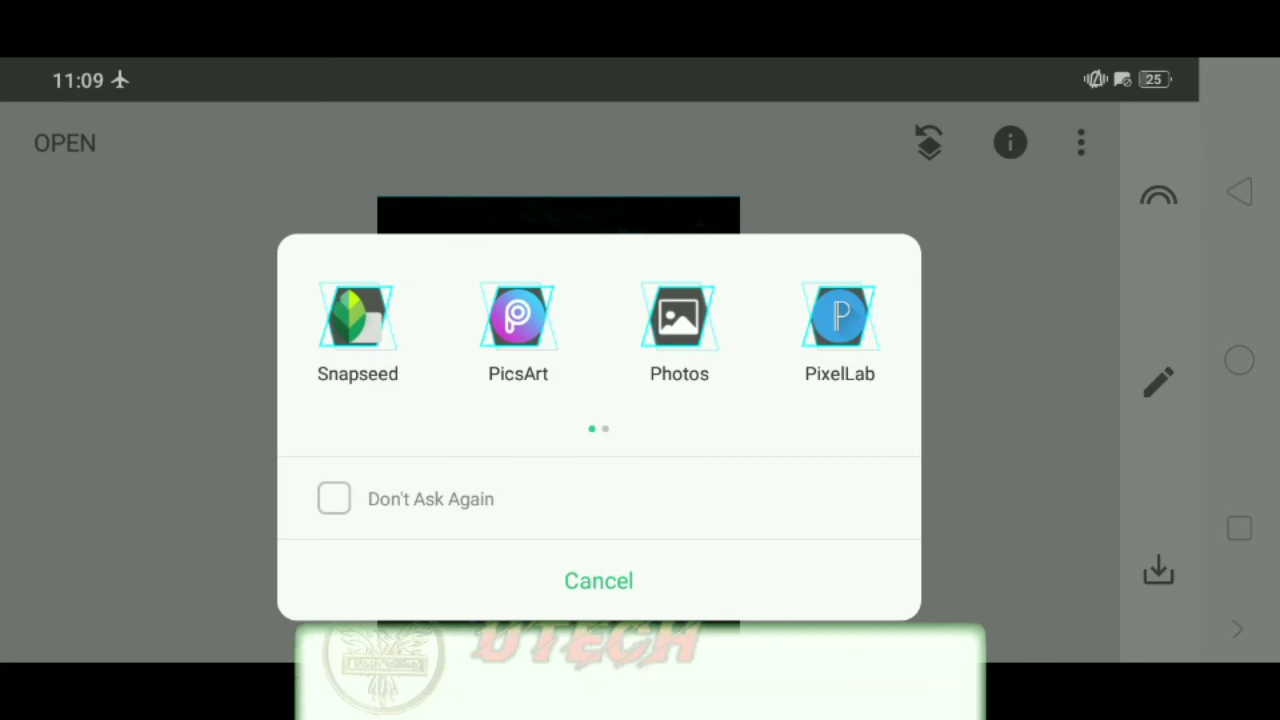 11:09
25
OPEN
Snapseed
PicsArt
Photos
PixelLab
Don't Ask Again
Cancel
UTECH